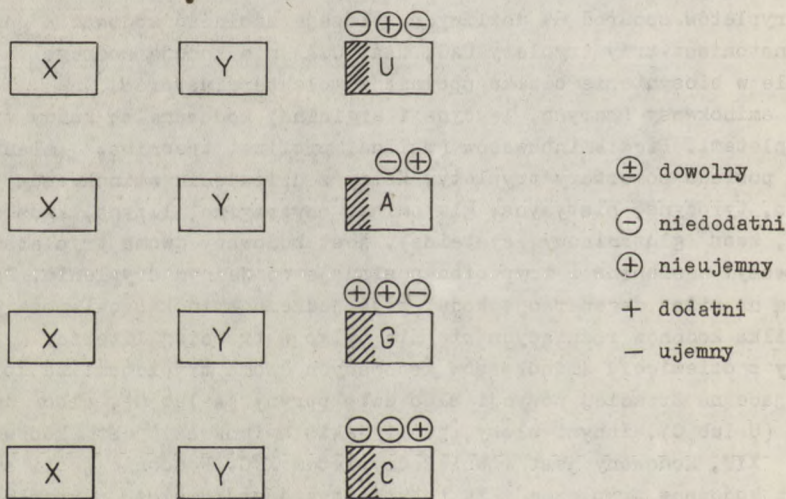 ⊖⊕⊖
X Y U
⊖⊕
X Y A
⊕⊕⊖
X Y G
⊖⊖⊕
X Y C
± dowolny
⊖ niedodatni
⊕ nieujemny
+ dodatni
− ujemny